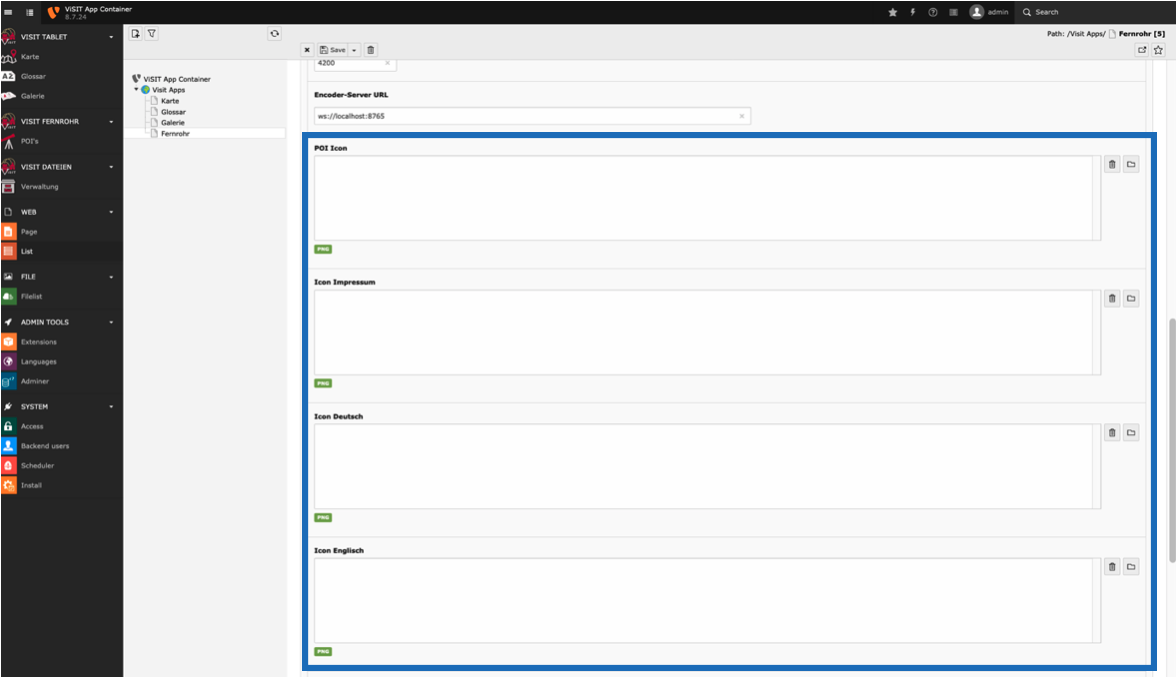 ViSIT App Container
8.7.24
admin
Search
VISIT TABLET
Karte
Glossar
Galerie
VISIT FERNROHR
POI's
VISIT DATEIEN
Verwaltung
WEB
Page
List
FILE
Filelist
ADMIN TOOLS
Extensions
Languages
Adminer
SYSTEM
Access
Backend users
Scheduler
Install
ViSIT App Container
Visit Apps
Karte
Glossar
Galerie
Fernrohr
Path: /Visit Apps/ Fernrohr [5]
Save
4200
Encoder-Server URL
ws://localhost:8765
POI Icon
PNG
Icon Impressum
PNG
Icon Deutsch
PNG
Icon Englisch
PNG